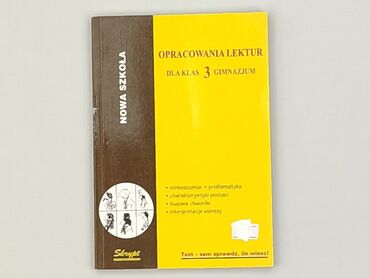 NOWA SZKOŁA
OPRACOWANIA LEKTUR
DLA KLAS 3 GIMNAZJUM
• streszczenia • problematyka
• charakterystyki postaci
• budowa utworów
• interpretacje wierszy
Skrypt
Test - sam sprawdź, ile wiesz!